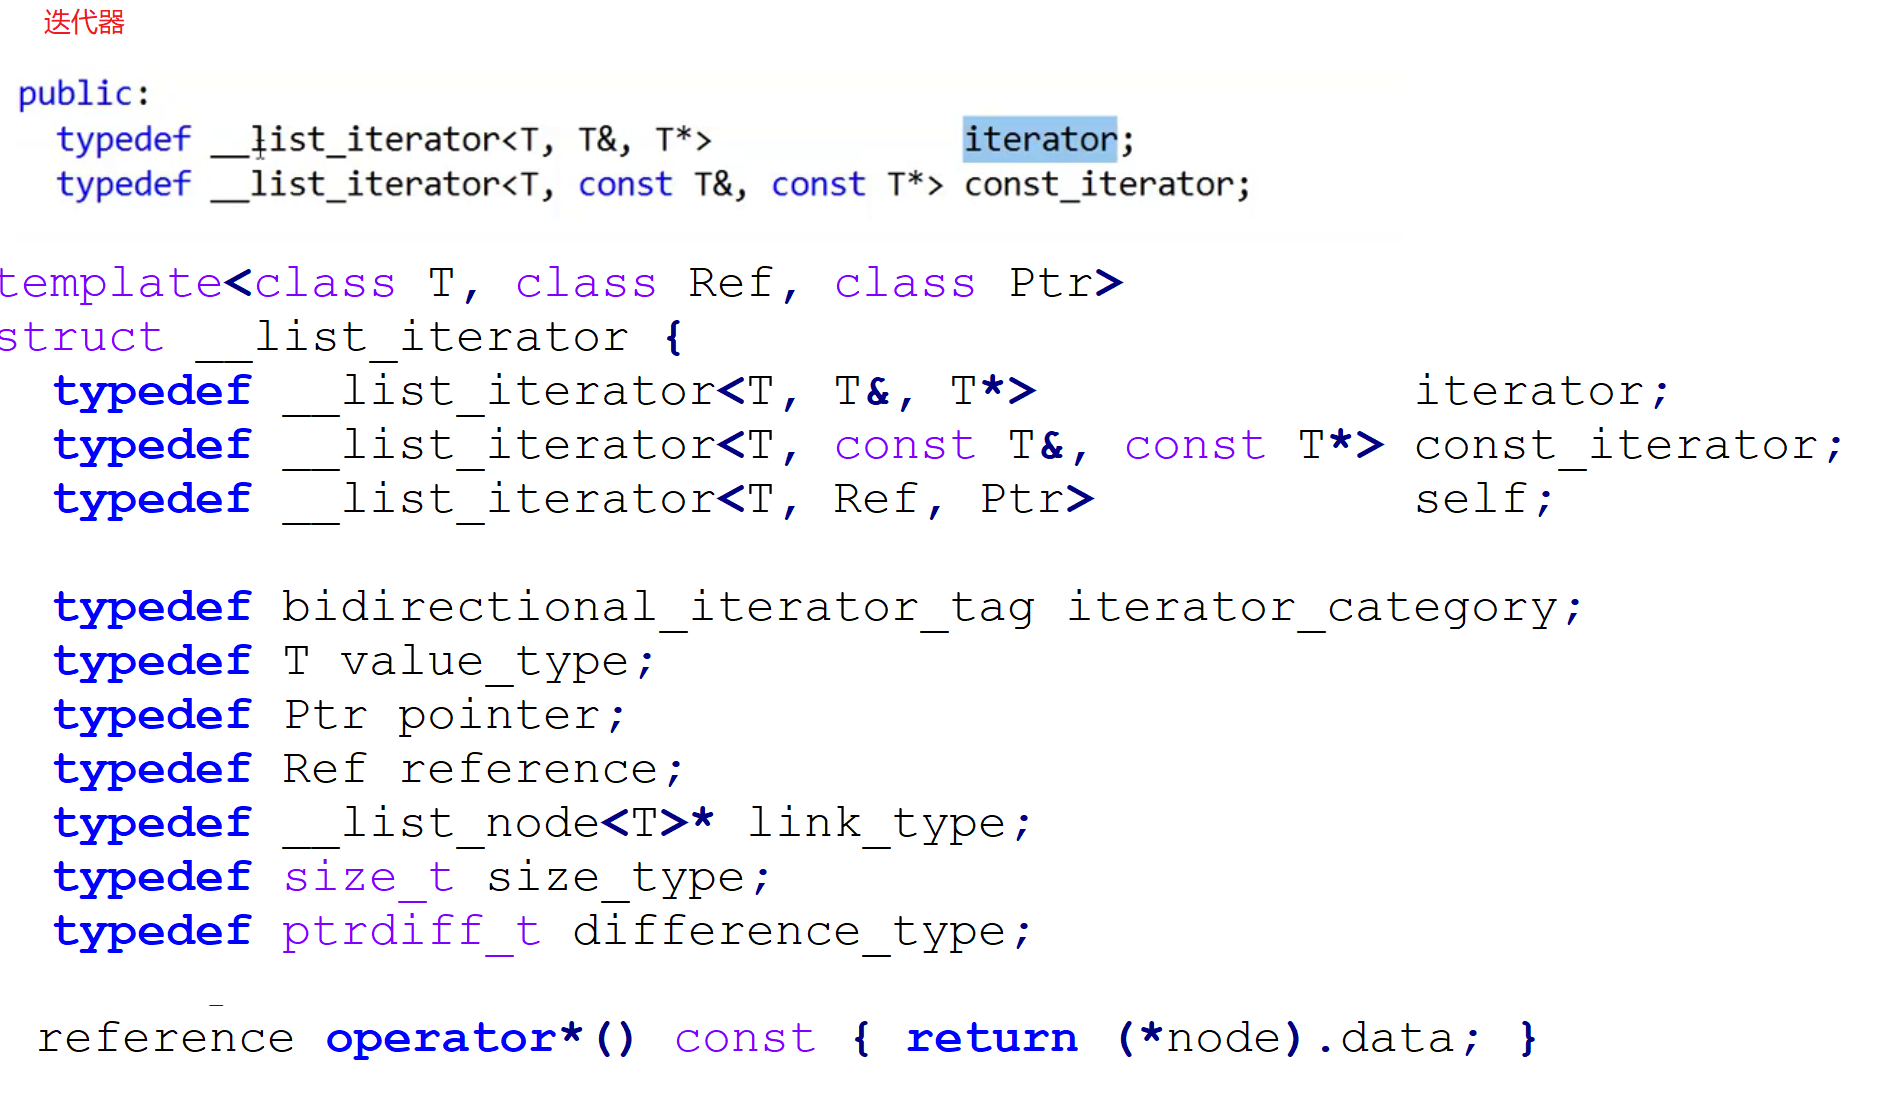 迭代器
public:
typedef __list_iterator<T, T&, T*> iterator;
typedef __list_iterator<T, const T&, const T*> const_iterator;
template<class T, class Ref, class Ptr>
struct __list_iterator {
typedef __list_iterator<T, T&, T*> iterator;
typedef __list_iterator<T, const T&, const T*> const_iterator;
typedef __list_iterator<T, Ref, Ptr> self;
typedef bidirectional_iterator_tag iterator_category;
typedef T value_type;
typedef Ptr pointer;
typedef Ref reference;
typedef __list_node<T>* link_type;
typedef size_t size_type;
typedef ptrdiff_t difference_type;
reference operator*() const { return (*node).data; }